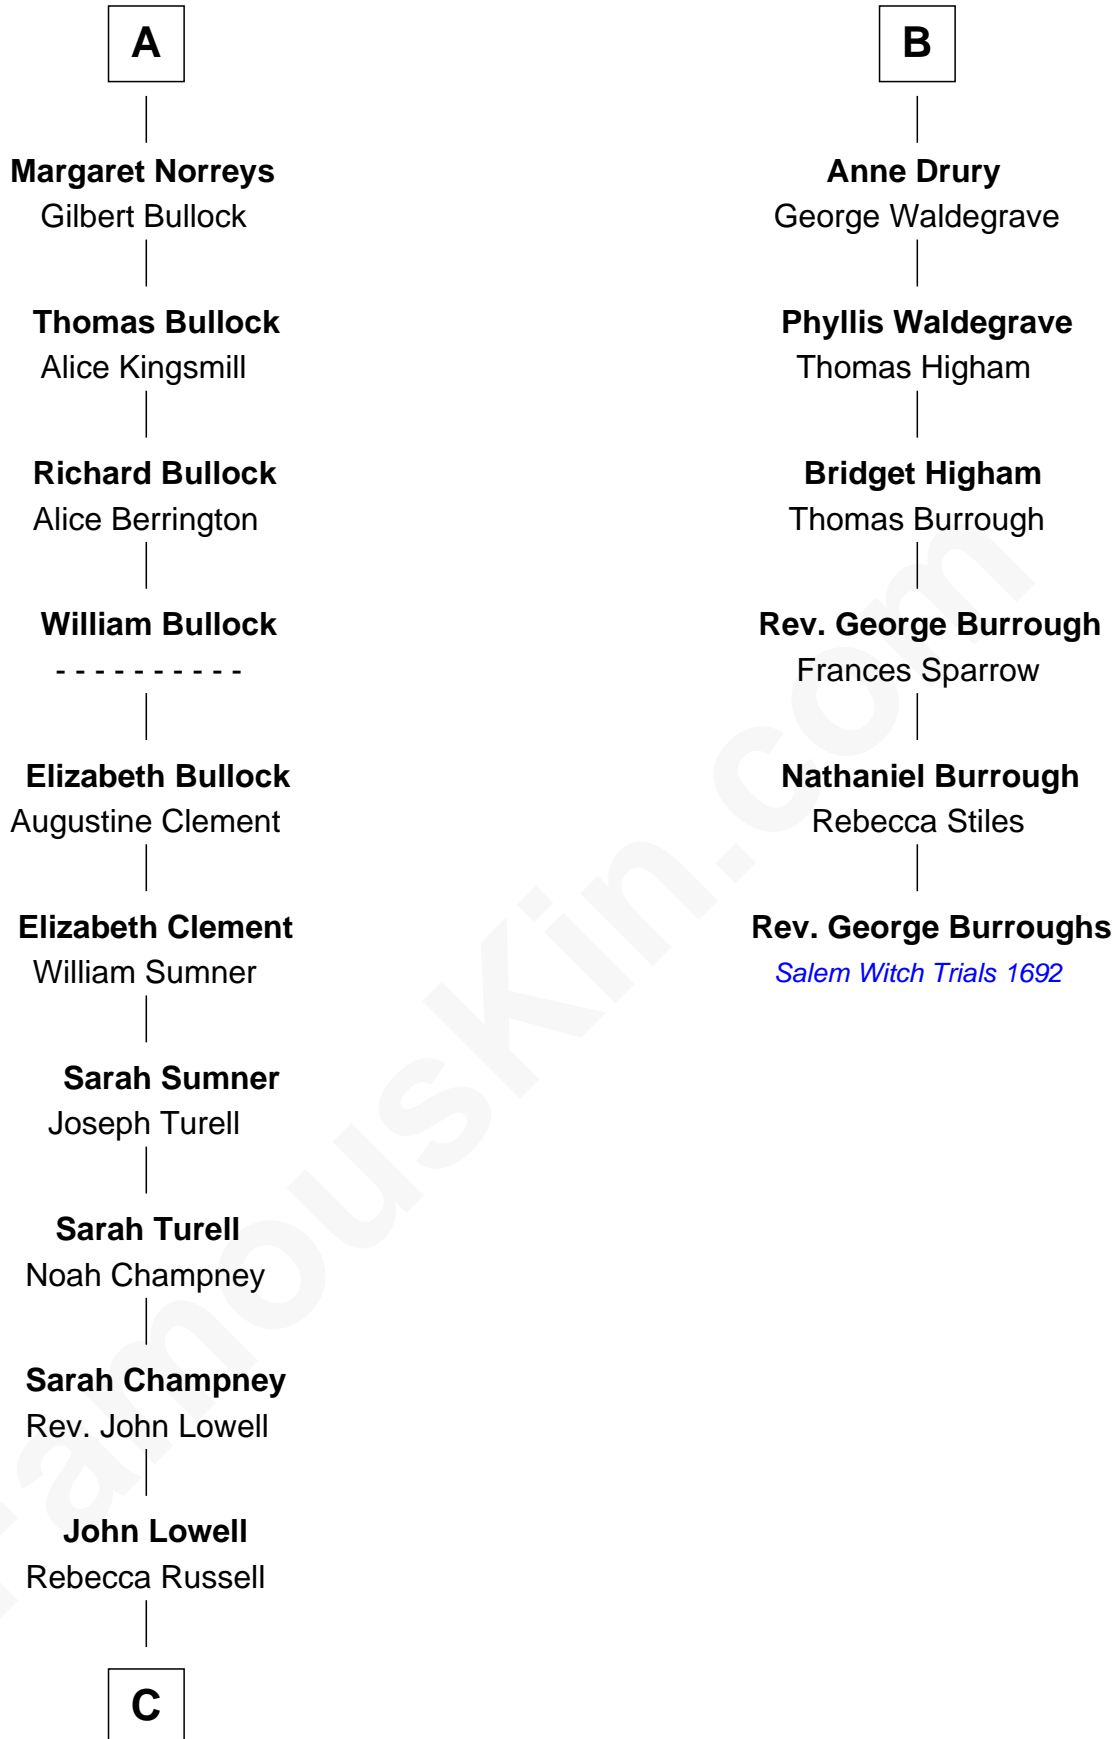 A
Margaret Norreys
Gilbert Bullock
Thomas Bullock
Alice Kingsmill
Richard Bullock
Alice Berrington
William Bullock
- - - - - - - - - -
Elizabeth Bullock
Augustine Clement
Elizabeth Clement
William Sumner
Sarah Sumner
Joseph Turell
Sarah Turell
Noah Champney
Sarah Champney
Rev. John Lowell
John Lowell
Rebecca Russell
C
B
Anne Drury
George Waldegrave
Phyllis Waldegrave
Thomas Higham
Bridget Higham
Thomas Burrough
Rev. George Burrough
Frances Sparrow
Nathaniel Burrough
Rebecca Stiles
Rev. George Burroughs
Salem Witch Trials 1692
FamousKin.com